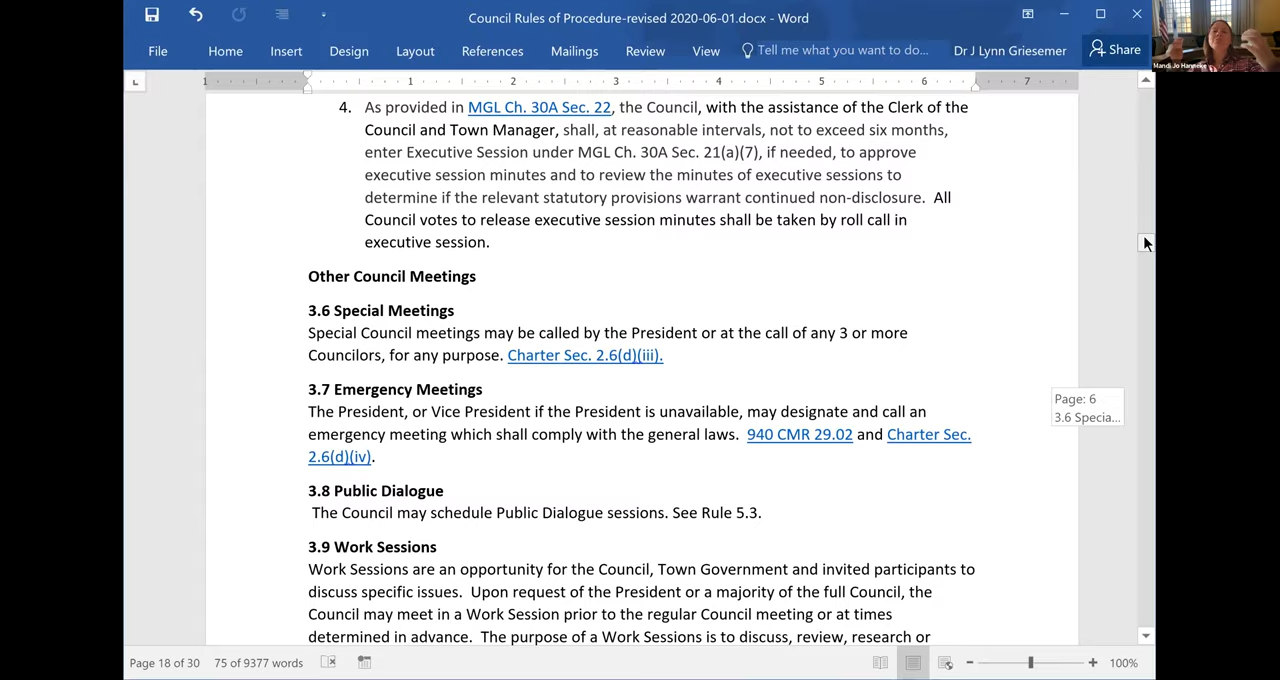 Council Rules of Procedure-revised 2020-06-01.docx - Word
File Home Insert Design Layout References Mailings Review View Tell me what you want to do... Dr J Lynn Griesemer Share
Mandi Jo Hanneke
1 1 2 3 4 5 6 7
4. As provided in MGL Ch. 30A Sec. 22, the Council, with the assistance of the Clerk of the
Council and Town Manager, shall, at reasonable intervals, not to exceed six months,
enter Executive Session under MGL Ch. 30A Sec. 21(a)(7), if needed, to approve
executive session minutes and to review the minutes of executive sessions to
determine if the relevant statutory provisions warrant continued non-disclosure. All
Council votes to release executive session minutes shall be taken by roll call in
executive session.
Other Council Meetings
3.6 Special Meetings
Special Council meetings may be called by the President or at the call of any 3 or more
Councilors, for any purpose. Charter Sec. 2.6(d)(iii).
3.7 Emergency Meetings
The President, or Vice President if the President is unavailable, may designate and call an
emergency meeting which shall comply with the general laws. 940 CMR 29.02 and Charter Sec.
2.6(d)(iv).
Page: 6
3.6 Specia...
3.8 Public Dialogue
The Council may schedule Public Dialogue sessions. See Rule 5.3.
3.9 Work Sessions
Work Sessions are an opportunity for the Council, Town Government and invited participants to
discuss specific issues. Upon request of the President or a majority of the full Council, the
Council may meet in a Work Session prior to the regular Council meeting or at times
determined in advance. The purpose of a Work Sessions is to discuss, review, research or
Page 18 of 30 75 of 9377 words 100%